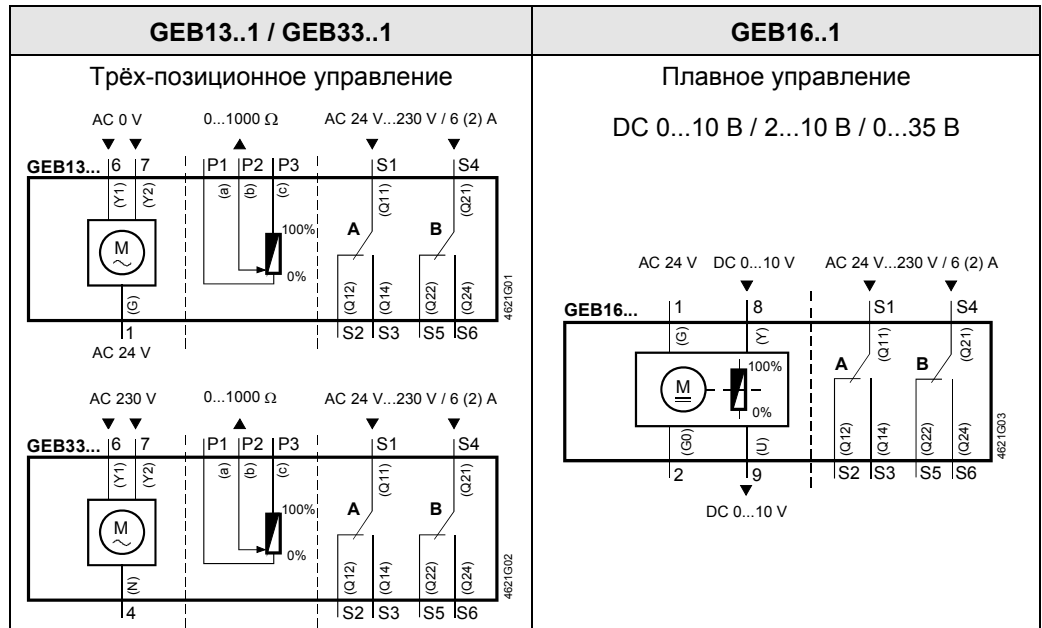 GEB13..1 / GEB33..1
GEB16..1
Трёх-позиционное управление
AC 0 V 0...1000 Ω AC 24 V...230 V / 6 (2) A
GEB13... 6 7 P1 P2 P3 S1 S4
(Y1) (Y2) (a) (b) (c) (Q11) (Q21)
M A B
100%
0%
(G) (Q12) (Q14) (Q22) (Q24)
1 S2 S3 S5 S6
AC 24 V
4621G01
AC 230 V 0...1000 Ω AC 24 V...230 V / 6 (2) A
GEB33... 6 7 P1 P2 P3 S1 S4
(Y1) (Y2) (a) (b) (c) (Q11) (Q21)
M A B
100%
0%
(N) (Q12) (Q14) (Q22) (Q24)
4 S2 S3 S5 S6
4621G02
Плавное управление
DC 0...10 В / 2...10 В / 0...35 В
AC 24 V DC 0...10 V AC 24 V...230 V / 6 (2) A
GEB16... 1 8 S1 S4
(G) (Y) (Q11) (Q21)
M 100% A B
0%
(G0) (U) (Q12) (Q14) (Q22) (Q24)
2 9 S2 S3 S5 S6
DC 0...10 V
4621G03